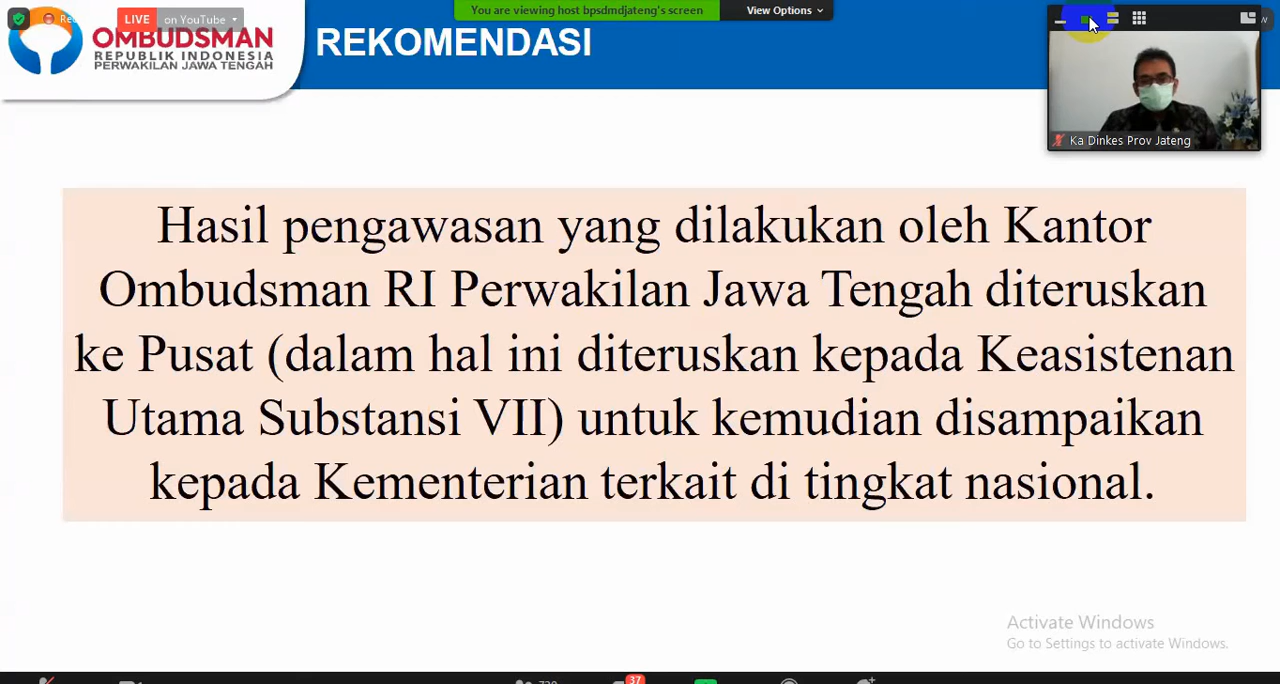 LIVE on YouTube
You are viewing host bpsdmdjateng's screen
View Options
OMBUDSMAN
REPUBLIK INDONESIA
PERWAKILAN JAWA TENGAH
REKOMENDASI
Ka Dinkes Prov Jateng
Hasil pengawasan yang dilakukan oleh Kantor
Ombudsman RI Perwakilan Jawa Tengah diteruskan
ke Pusat (dalam hal ini diteruskan kepada Keasistenan
Utama Substansi VII) untuk kemudian disampaikan
kepada Kementerian terkait di tingkat nasional.
Activate Windows
Go to Settings to activate Windows.
37